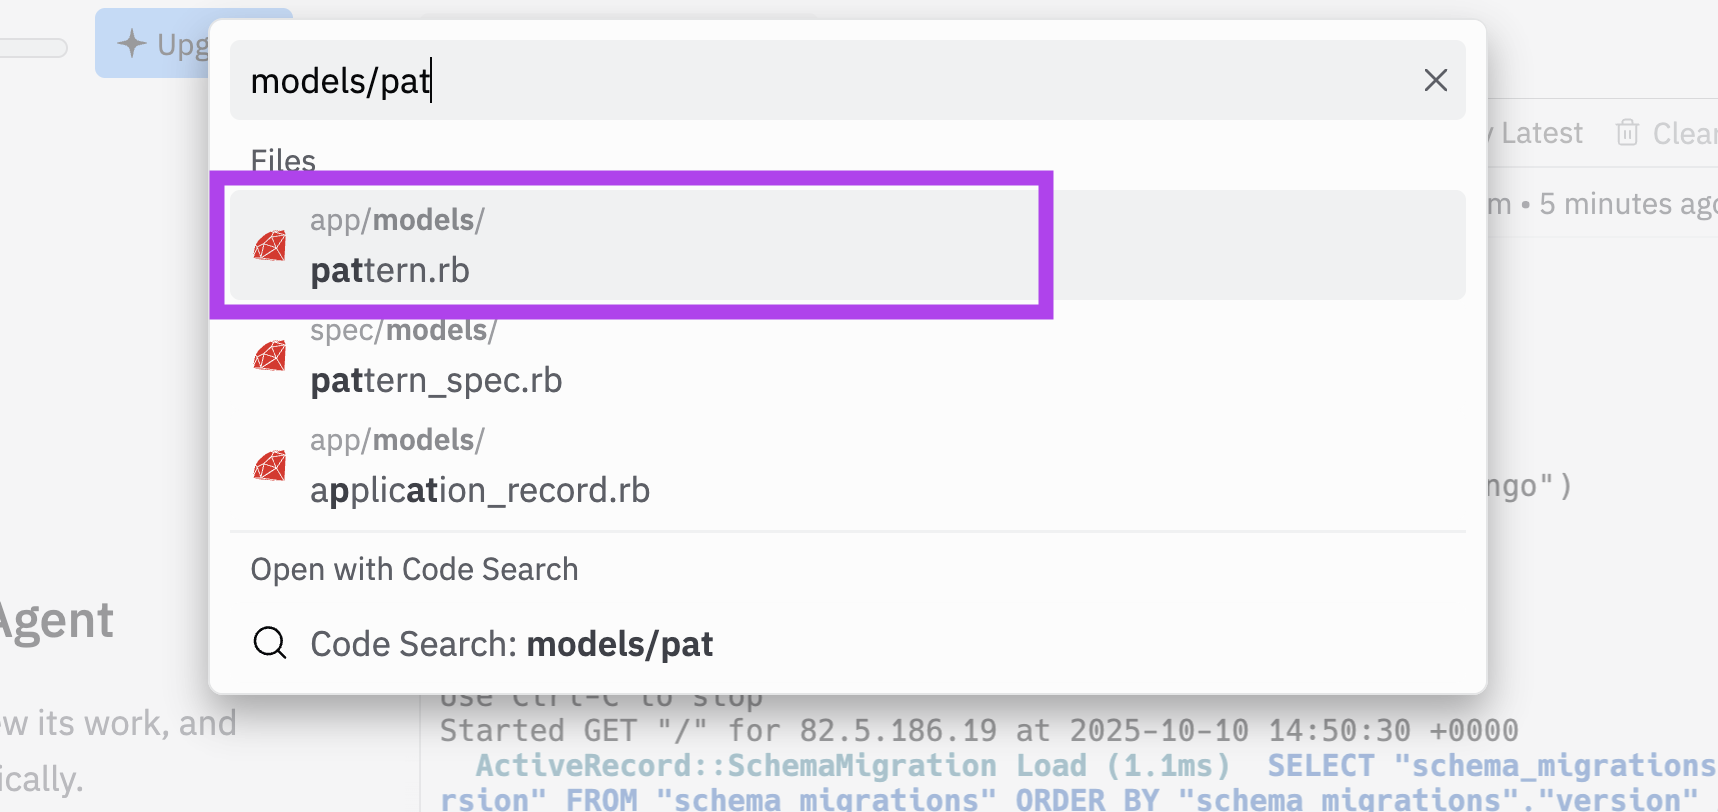 Upg
models/pat
Files
app/models/
pattern.rb
spec/models/
pattern_spec.rb
app/models/
application_record.rb
Open with Code Search
Code Search: models/pat
y Latest
Clear
m • 5 minutes ago
ngo")
Agent
ew its work, and
ically.
Use Ctrl-C to stop
Started GET "/" for 82.5.186.19 at 2025-10-10 14:50:30 +0000
ActiveRecord::SchemaMigration Load (1.1ms) SELECT "schema_migrations
rsion" FROM "schema_migrations" ORDER BY "schema_migrations"."version"